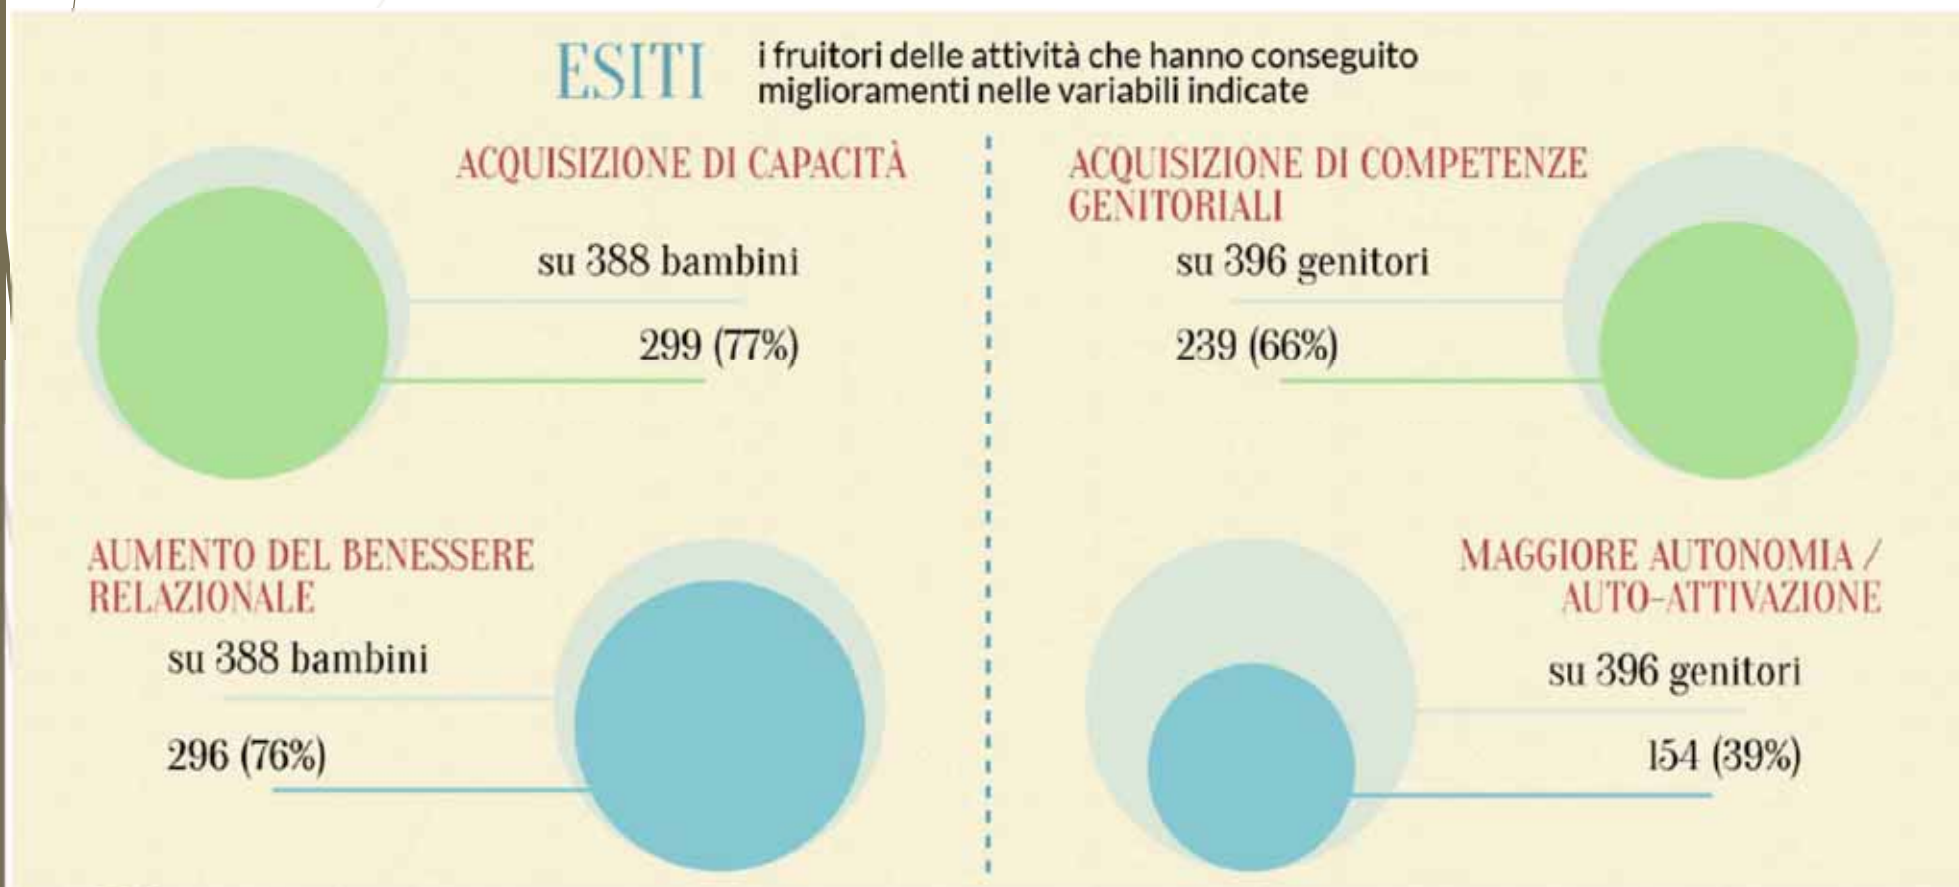 ESITI
i fruitori delle attività che hanno conseguito
miglioramenti nelle variabili indicate
ACQUISIZIONE DI CAPACITÀ
su 388 bambini
299 (77%)
ACQUISIZIONE DI COMPETENZE
GENITORIALI
su 396 genitori
239 (66%)
AUMENTO DEL BENESSERE
RELAZIONALE
su 388 bambini
296 (76%)
MAGGIORE AUTONOMIA /
AUTO-ATTIVAZIONE
su 396 genitori
154 (39%)